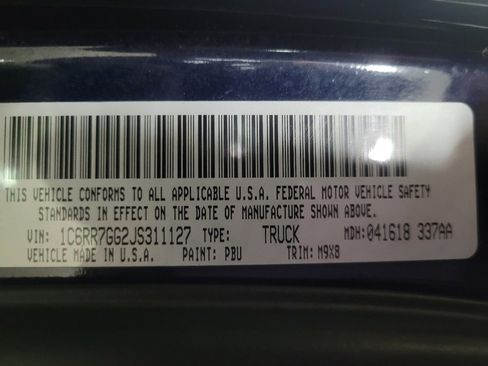 THIS VEHICLE CONFORMS TO ALL APPLICABLE U.S.A. FEDERAL MOTOR VEHICLE SAFETY
STANDARDS IN EFFECT ON THE DATE OF MANUFACTURE SHOWN ABOVE.
VIN: 1C6RR7GG2JS311127 TYPE: TRUCK MDH: 041618 337AA
VEHICLE MADE IN U.S.A. PAINT: PBU TRIM: M9X8